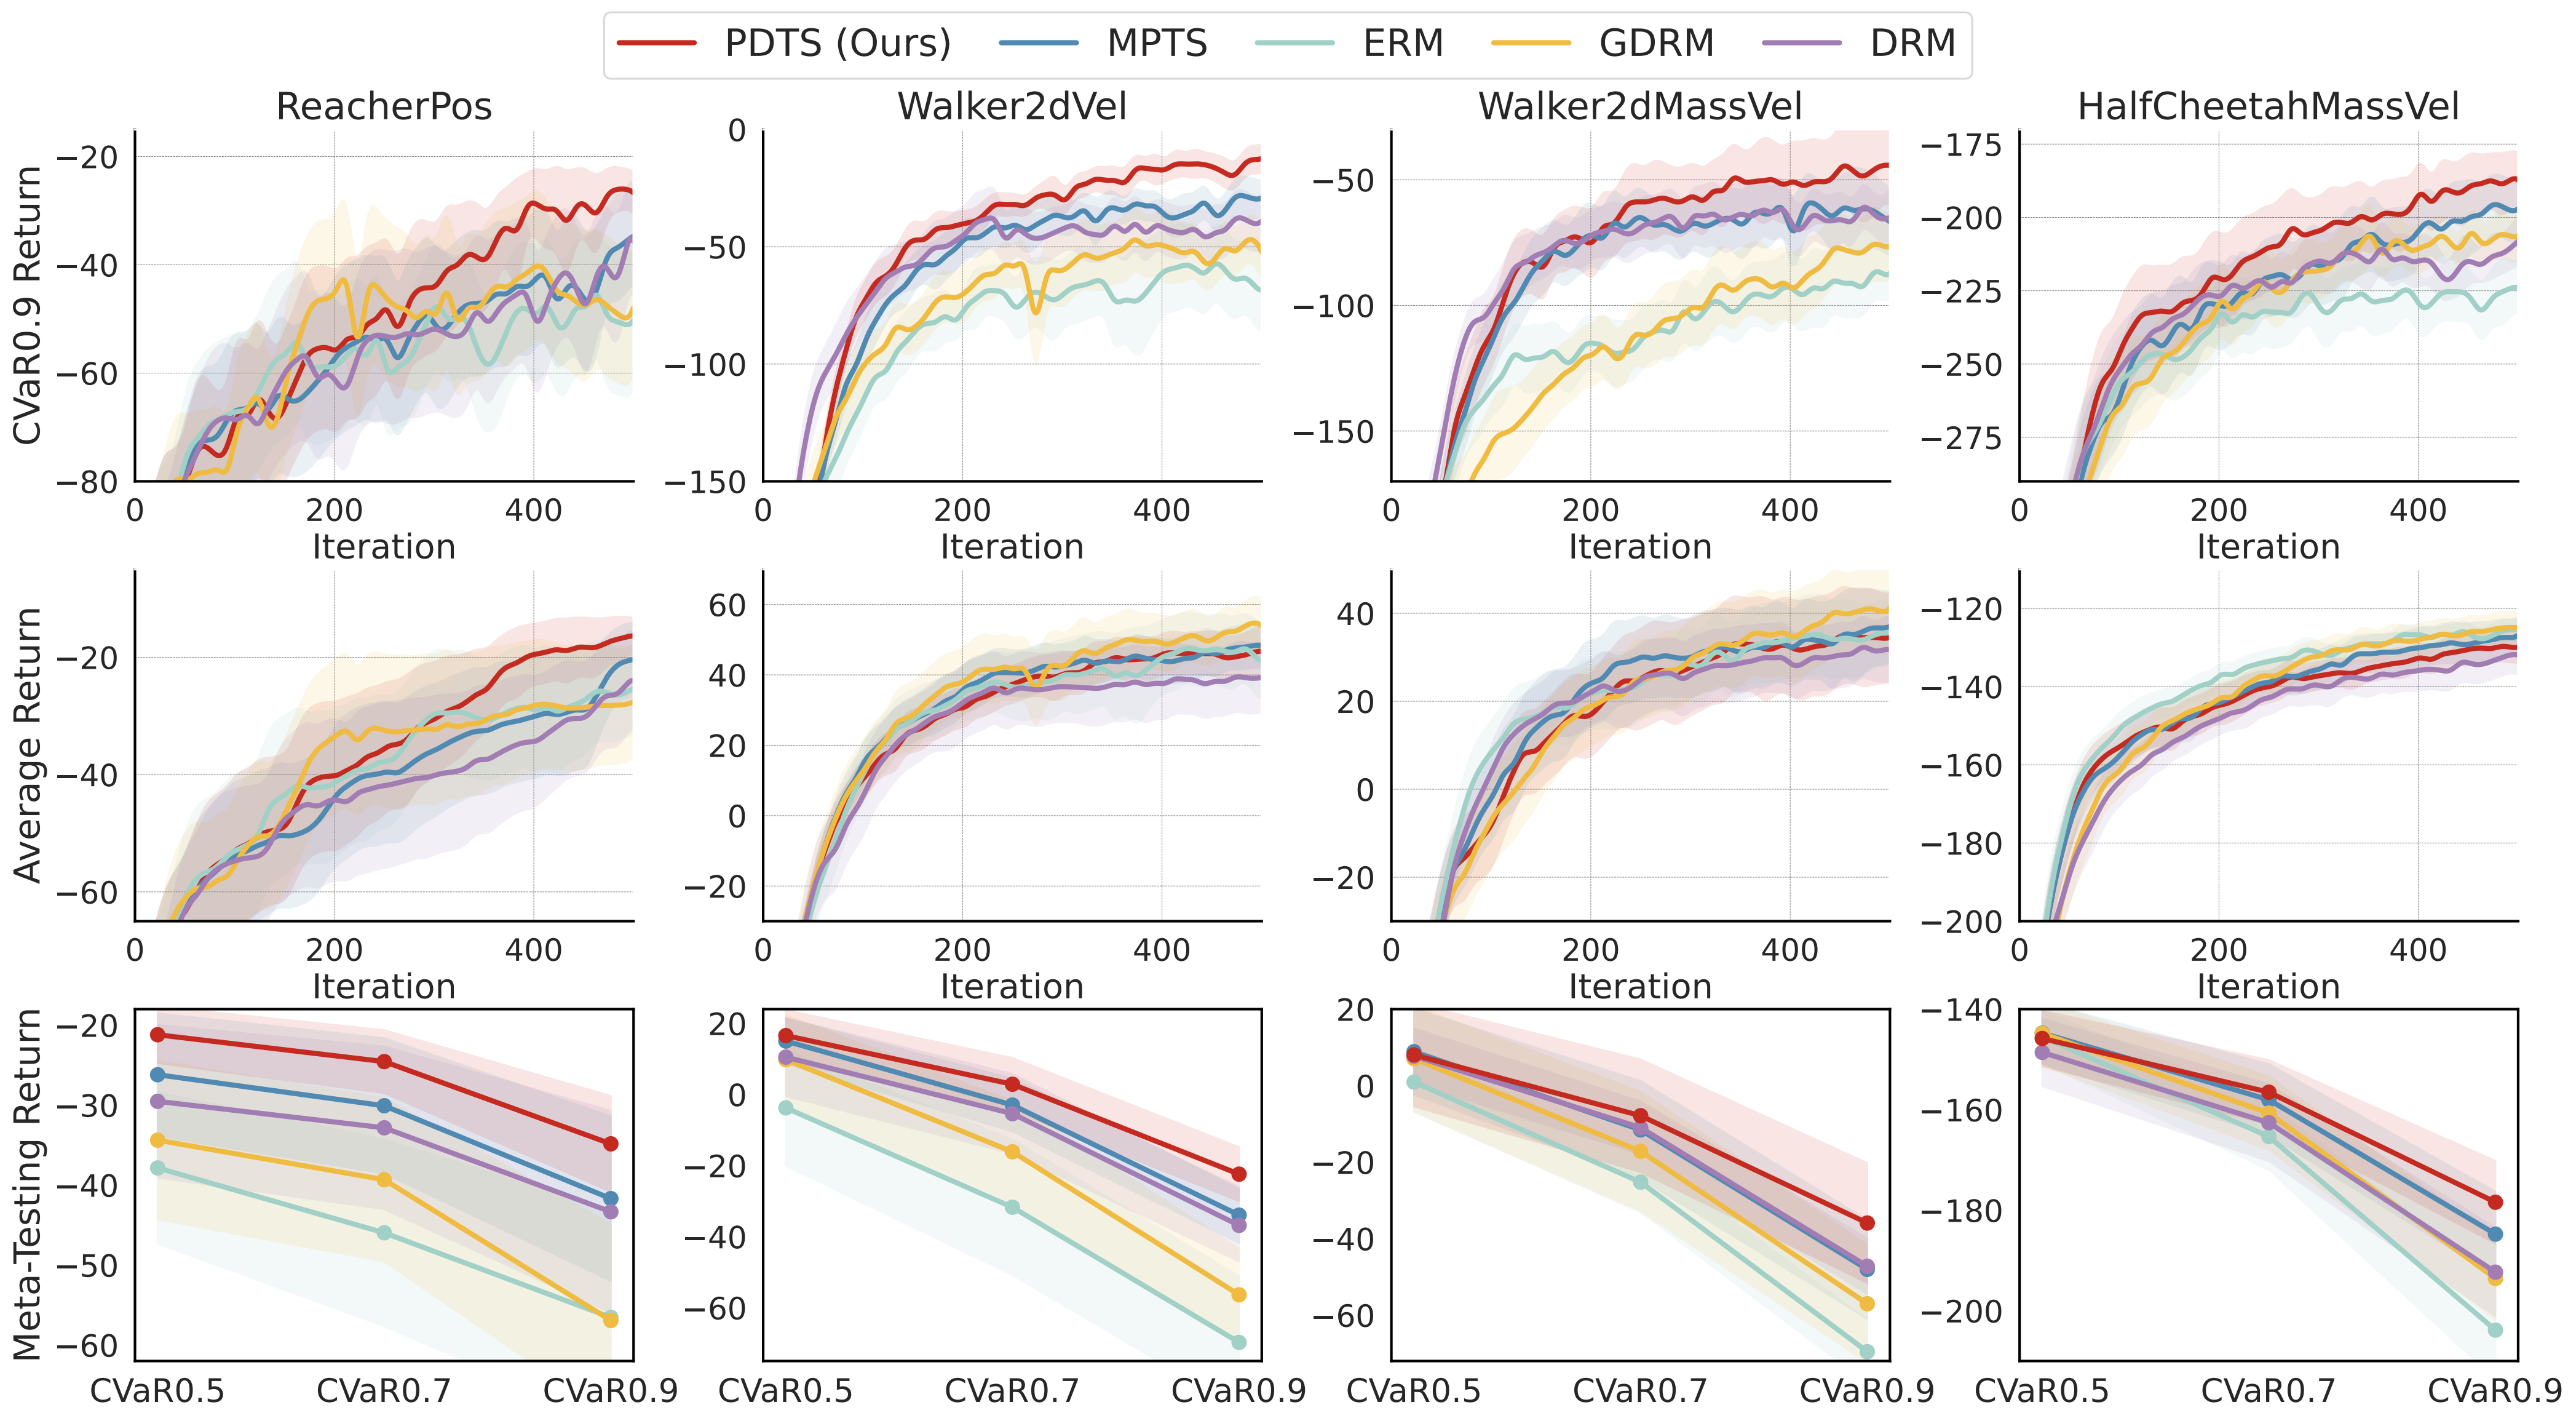 PDTS (Ours) MPTS ERM GDRM DRM
ReacherPos Walker2dVel Walker2dMassVel HalfCheetahMassVel
CVaR0.9 Return
−20
−40
−60
−80
0 200 400
Iteration
0
−50
−100
−150
0 200 400
Iteration
−50
−100
−150
0 200 400
Iteration
−175
−200
−225
−250
−275
0 200 400
Iteration
Average Return
−20
−40
−60
0 200 400
Iteration
60
40
20
0
−20
0 200 400
Iteration
40
20
0
−20
0 200 400
Iteration
−120
−140
−160
−180
−200
0 200 400
Iteration
Meta-Testing Return
−20
−30
−40
−50
−60
CVaR0.5 CVaR0.7 CVaR0.9
20
0
−20
−40
−60
CVaR0.5 CVaR0.7 CVaR0.9
20
0
−20
−40
−60
CVaR0.5 CVaR0.7 CVaR0.9
−140
−160
−180
−200
CVaR0.5 CVaR0.7 CVaR0.9